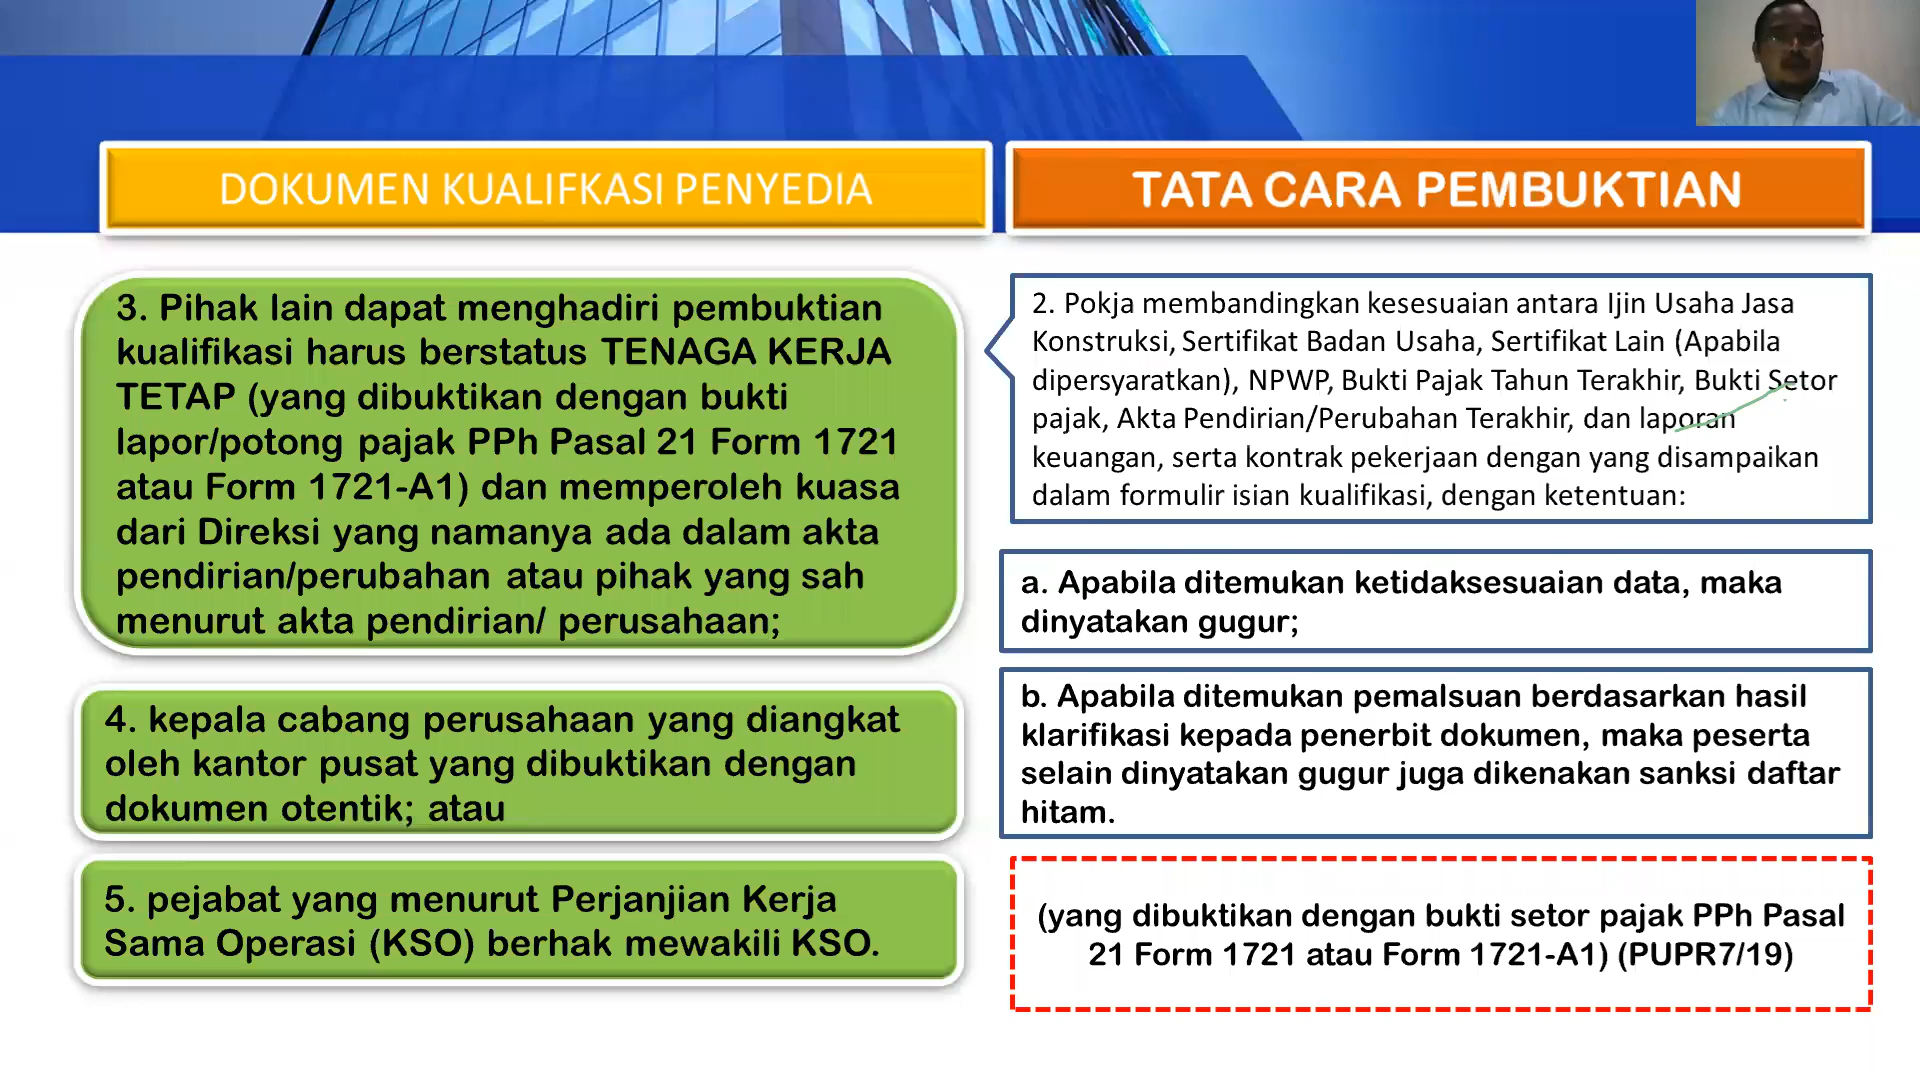 DOKUMEN KUALIFKASI PENYEDIA
3. Pihak lain dapat menghadiri pembuktian
kualifikasi harus berstatus TENAGA KERJA
TETAP (yang dibuktikan dengan bukti
lapor/potong pajak PPh Pasal 21 Form 1721
atau Form 1721-A1) dan memperoleh kuasa
dari Direksi yang namanya ada dalam akta
pendirian/perubahan atau pihak yang sah
menurut akta pendirian/ perusahaan;
4. kepala cabang perusahaan yang diangkat
oleh kantor pusat yang dibuktikan dengan
dokumen otentik; atau
5. pejabat yang menurut Perjanjian Kerja
Sama Operasi (KSO) berhak mewakili KSO.
TATA CARA PEMBUKTIAN
2. Pokja membandingkan kesesuaian antara Ijin Usaha Jasa
Konstruksi, Sertifikat Badan Usaha, Sertifikat Lain (Apabila
dipersyaratkan), NPWP, Bukti Pajak Tahun Terakhir, Bukti Setor
pajak, Akta Pendirian/Perubahan Terakhir, dan laporan
keuangan, serta kontrak pekerjaan dengan yang disampaikan
dalam formulir isian kualifikasi, dengan ketentuan:
a. Apabila ditemukan ketidaksesuaian data, maka
dinyatakan gugur;
b. Apabila ditemukan pemalsuan berdasarkan hasil
klarifikasi kepada penerbit dokumen, maka peserta
selain dinyatakan gugur juga dikenakan sanksi daftar
hitam.
(yang dibuktikan dengan bukti setor pajak PPh Pasal
21 Form 1721 atau Form 1721-A1) (PUPR7/19)